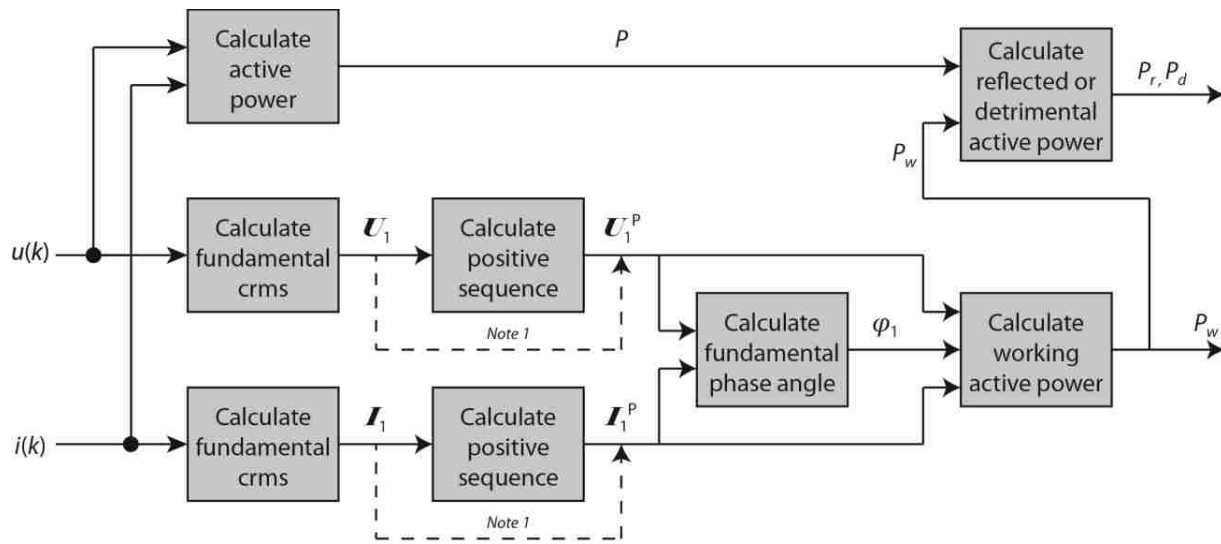 Calculate
active
power
P
Calculate
reflected or
detrimental
active power
Pr, Pd
Pw
u(k)
Calculate
fundamental
crms
U1
Calculate
positive
sequence
U1P
Note 1
Calculate
fundamental
phase angle
φ1
Calculate
working
active power
Pw
i(k)
Calculate
fundamental
crms
I1
Calculate
positive
sequence
I1P
Note 1